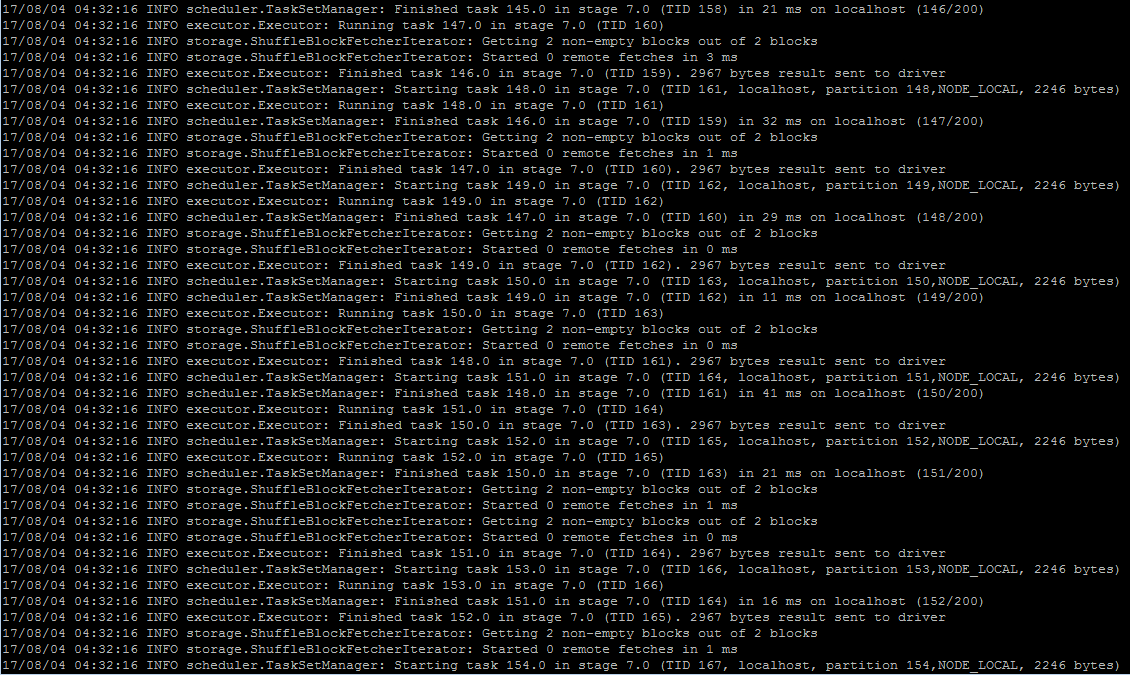 17/08/04 04:32:16 INFO scheduler.TaskSetManager: Finished task 145.0 in stage 7.0 (TID 158) in 21 ms on localhost (146/200)
17/08/04 04:32:16 INFO executor.Executor: Running task 147.0 in stage 7.0 (TID 160)
17/08/04 04:32:16 INFO storage.ShuffleBlockFetcherIterator: Getting 2 non-empty blocks out of 2 blocks
17/08/04 04:32:16 INFO storage.ShuffleBlockFetcherIterator: Started 0 remote fetches in 3 ms
17/08/04 04:32:16 INFO executor.Executor: Finished task 146.0 in stage 7.0 (TID 159). 2967 bytes result sent to driver
17/08/04 04:32:16 INFO scheduler.TaskSetManager: Starting task 148.0 in stage 7.0 (TID 161, localhost, partition 148,NODE_LOCAL, 2246 bytes)
17/08/04 04:32:16 INFO executor.Executor: Running task 148.0 in stage 7.0 (TID 161)
17/08/04 04:32:16 INFO scheduler.TaskSetManager: Finished task 146.0 in stage 7.0 (TID 159) in 32 ms on localhost (147/200)
17/08/04 04:32:16 INFO storage.ShuffleBlockFetcherIterator: Getting 2 non-empty blocks out of 2 blocks
17/08/04 04:32:16 INFO storage.ShuffleBlockFetcherIterator: Started 0 remote fetches in 1 ms
17/08/04 04:32:16 INFO executor.Executor: Finished task 147.0 in stage 7.0 (TID 160). 2967 bytes result sent to driver
17/08/04 04:32:16 INFO scheduler.TaskSetManager: Starting task 149.0 in stage 7.0 (TID 162, localhost, partition 149,NODE_LOCAL, 2246 bytes)
17/08/04 04:32:16 INFO executor.Executor: Running task 149.0 in stage 7.0 (TID 162)
17/08/04 04:32:16 INFO scheduler.TaskSetManager: Finished task 147.0 in stage 7.0 (TID 160) in 29 ms on localhost (148/200)
17/08/04 04:32:16 INFO storage.ShuffleBlockFetcherIterator: Getting 2 non-empty blocks out of 2 blocks
17/08/04 04:32:16 INFO storage.ShuffleBlockFetcherIterator: Started 0 remote fetches in 0 ms
17/08/04 04:32:16 INFO executor.Executor: Finished task 149.0 in stage 7.0 (TID 162). 2967 bytes result sent to driver
17/08/04 04:32:16 INFO scheduler.TaskSetManager: Starting task 150.0 in stage 7.0 (TID 163, localhost, partition 150,NODE_LOCAL, 2246 bytes)
17/08/04 04:32:16 INFO scheduler.TaskSetManager: Finished task 149.0 in stage 7.0 (TID 162) in 11 ms on localhost (149/200)
17/08/04 04:32:16 INFO executor.Executor: Running task 150.0 in stage 7.0 (TID 163)
17/08/04 04:32:16 INFO storage.ShuffleBlockFetcherIterator: Getting 2 non-empty blocks out of 2 blocks
17/08/04 04:32:16 INFO storage.ShuffleBlockFetcherIterator: Started 0 remote fetches in 0 ms
17/08/04 04:32:16 INFO executor.Executor: Finished task 148.0 in stage 7.0 (TID 161). 2967 bytes result sent to driver
17/08/04 04:32:16 INFO scheduler.TaskSetManager: Starting task 151.0 in stage 7.0 (TID 164, localhost, partition 151,NODE_LOCAL, 2246 bytes)
17/08/04 04:32:16 INFO scheduler.TaskSetManager: Finished task 148.0 in stage 7.0 (TID 161) in 41 ms on localhost (150/200)
17/08/04 04:32:16 INFO executor.Executor: Running task 151.0 in stage 7.0 (TID 164)
17/08/04 04:32:16 INFO executor.Executor: Finished task 150.0 in stage 7.0 (TID 163). 2967 bytes result sent to driver
17/08/04 04:32:16 INFO scheduler.TaskSetManager: Starting task 152.0 in stage 7.0 (TID 165, localhost, partition 152,NODE_LOCAL, 2246 bytes)
17/08/04 04:32:16 INFO executor.Executor: Running task 152.0 in stage 7.0 (TID 165)
17/08/04 04:32:16 INFO scheduler.TaskSetManager: Finished task 150.0 in stage 7.0 (TID 163) in 21 ms on localhost (151/200)
17/08/04 04:32:16 INFO storage.ShuffleBlockFetcherIterator: Getting 2 non-empty blocks out of 2 blocks
17/08/04 04:32:16 INFO storage.ShuffleBlockFetcherIterator: Started 0 remote fetches in 1 ms
17/08/04 04:32:16 INFO storage.ShuffleBlockFetcherIterator: Getting 2 non-empty blocks out of 2 blocks
17/08/04 04:32:16 INFO storage.ShuffleBlockFetcherIterator: Started 0 remote fetches in 0 ms
17/08/04 04:32:16 INFO executor.Executor: Finished task 151.0 in stage 7.0 (TID 164). 2967 bytes result sent to driver
17/08/04 04:32:16 INFO scheduler.TaskSetManager: Starting task 153.0 in stage 7.0 (TID 166, localhost, partition 153,NODE_LOCAL, 2246 bytes)
17/08/04 04:32:16 INFO executor.Executor: Running task 153.0 in stage 7.0 (TID 166)
17/08/04 04:32:16 INFO scheduler.TaskSetManager: Finished task 151.0 in stage 7.0 (TID 164) in 16 ms on localhost (152/200)
17/08/04 04:32:16 INFO executor.Executor: Finished task 152.0 in stage 7.0 (TID 165). 2967 bytes result sent to driver
17/08/04 04:32:16 INFO storage.ShuffleBlockFetcherIterator: Getting 2 non-empty blocks out of 2 blocks
17/08/04 04:32:16 INFO storage.ShuffleBlockFetcherIterator: Started 0 remote fetches in 1 ms
17/08/04 04:32:16 INFO scheduler.TaskSetManager: Starting task 154.0 in stage 7.0 (TID 167, localhost, partition 154,NODE_LOCAL, 2246 bytes)